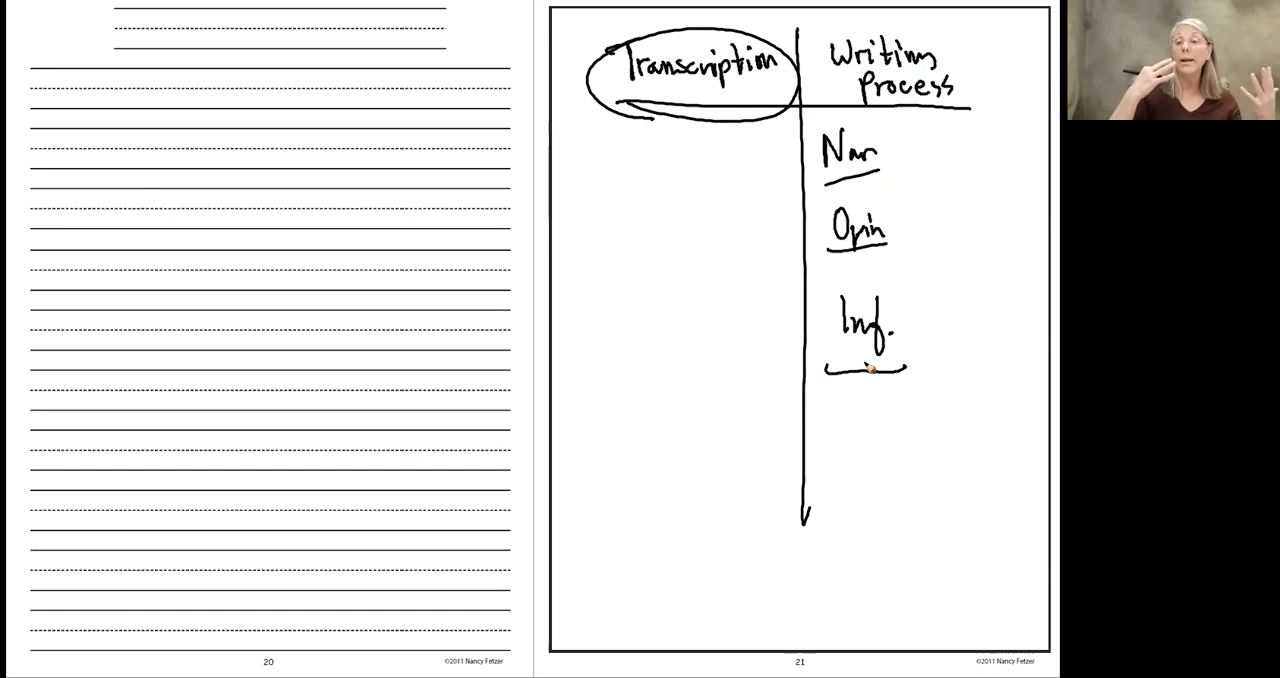 Transcription
Writing
Process
Nar
Opin
Inf.
20
©2011 Nancy Fetzer
21
©2011 Nancy Fetzer